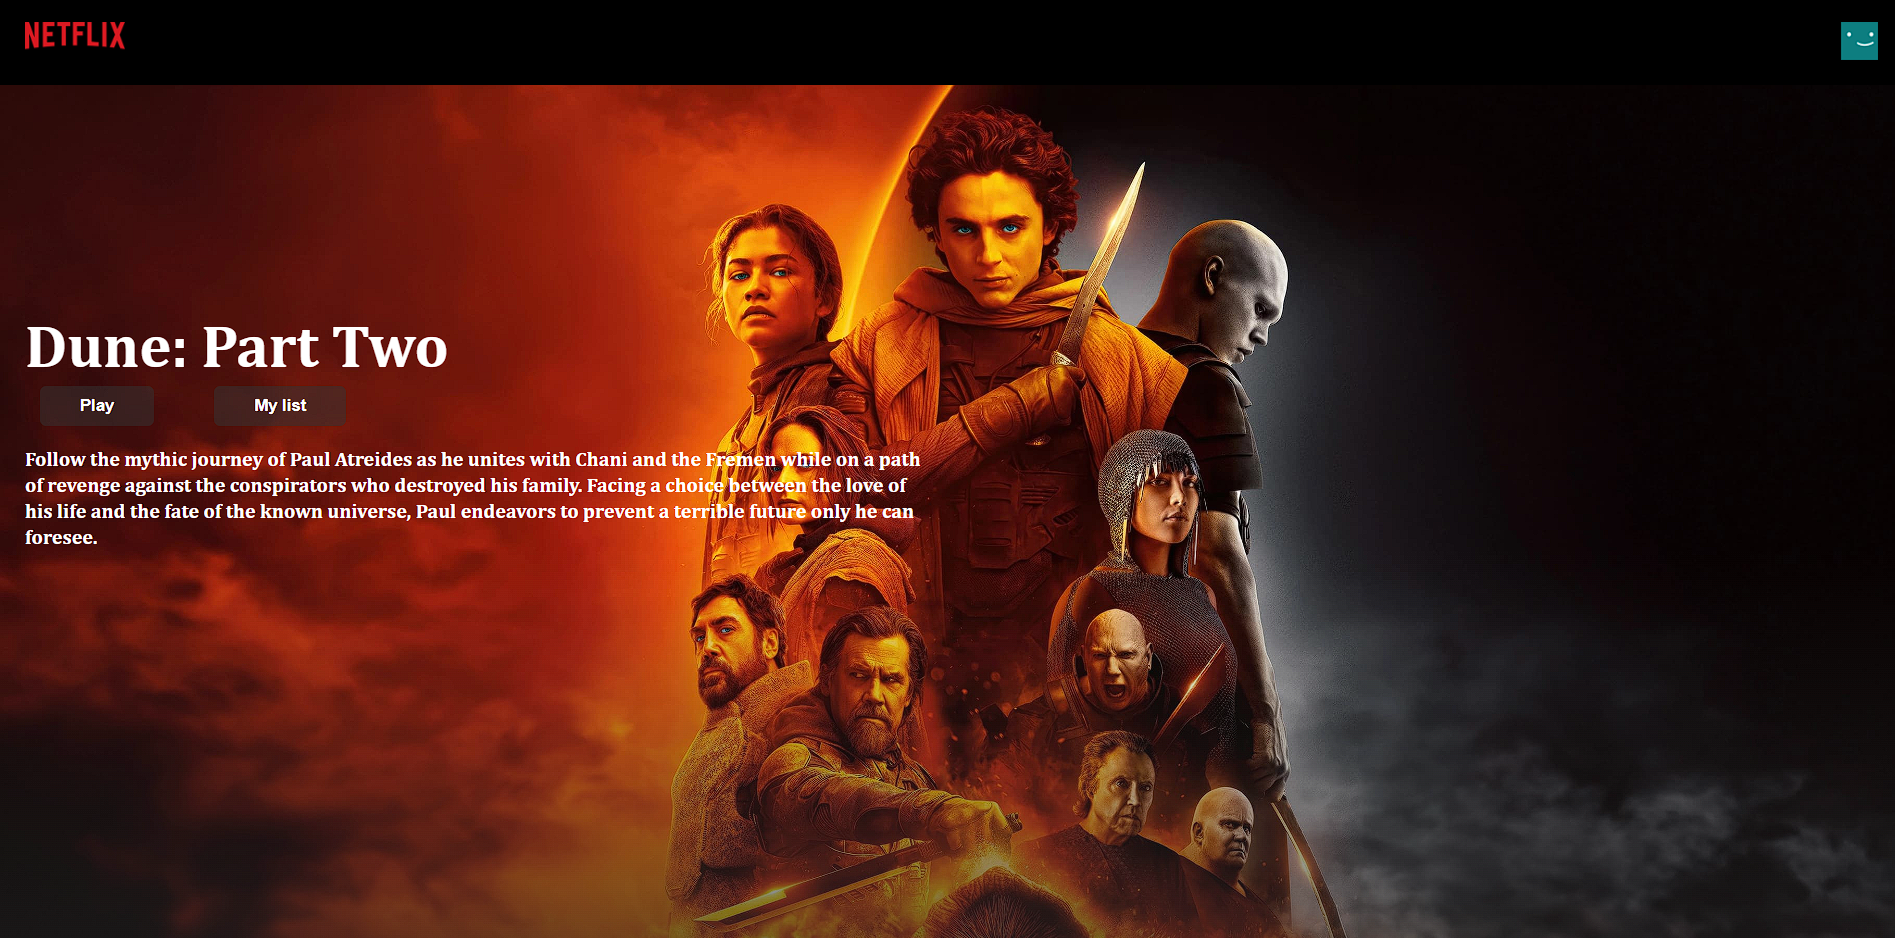 NETFLIX
Dune: Part Two
Play
My list
Follow the mythic journey of Paul Atreides as he unites with Chani and the Fremen while on a path
of revenge against the conspirators who destroyed his family. Facing a choice between the love of
his life and the fate of the known universe, Paul endeavors to prevent a terrible future only he can
foresee.